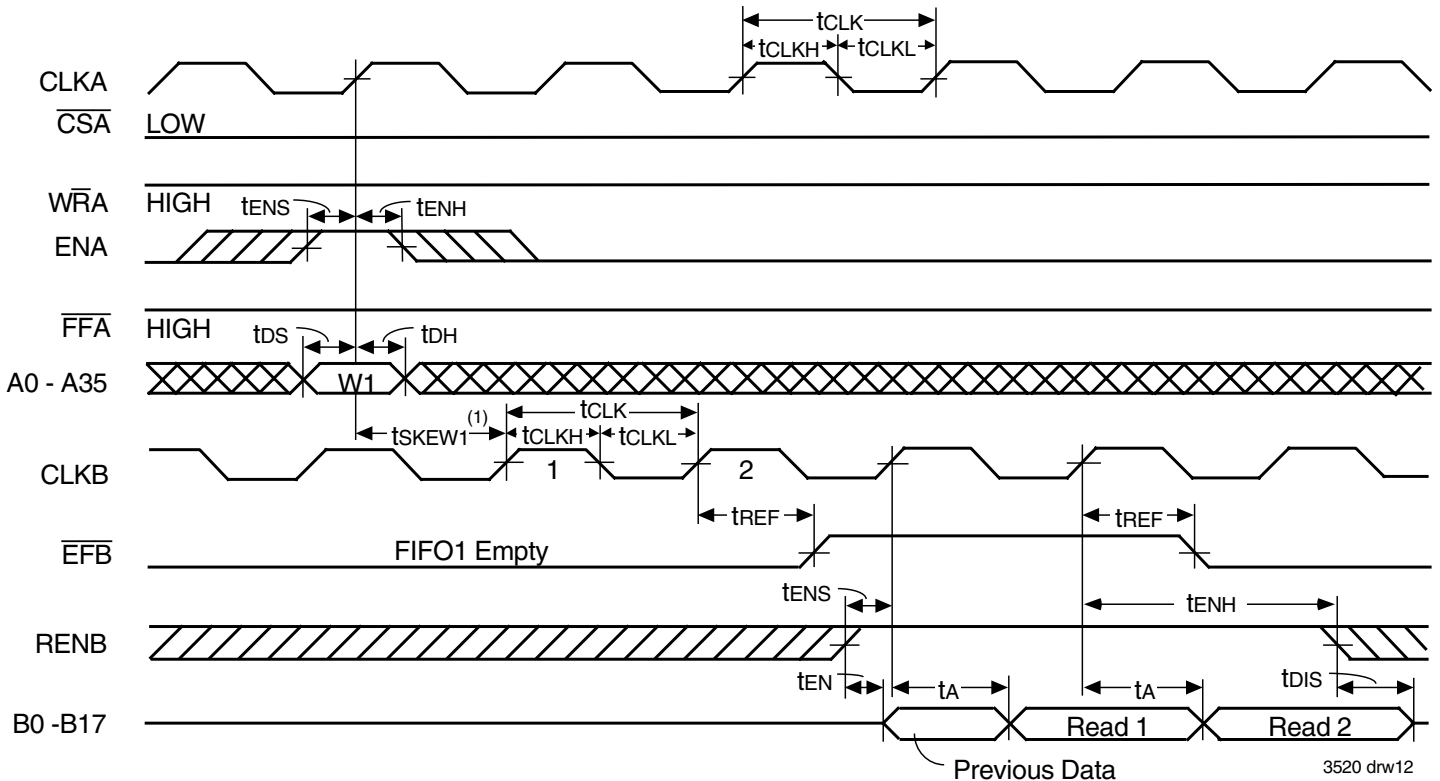 tCLK
tCLKH tCLKL
CLKA
CSA LOW
WRA HIGH
tENS tENH
ENA
FFA HIGH
tDS tDH
A0 - A35 W1
tSKEW1(1) tCLK
tCLKH tCLKL
CLKB 1 2
tREF tREF
EFB FIFO1 Empty
tENS tENH
RENB
tEN tA tA tDIS
B0 -B17 Read 1 Read 2
Previous Data 3520 drw12